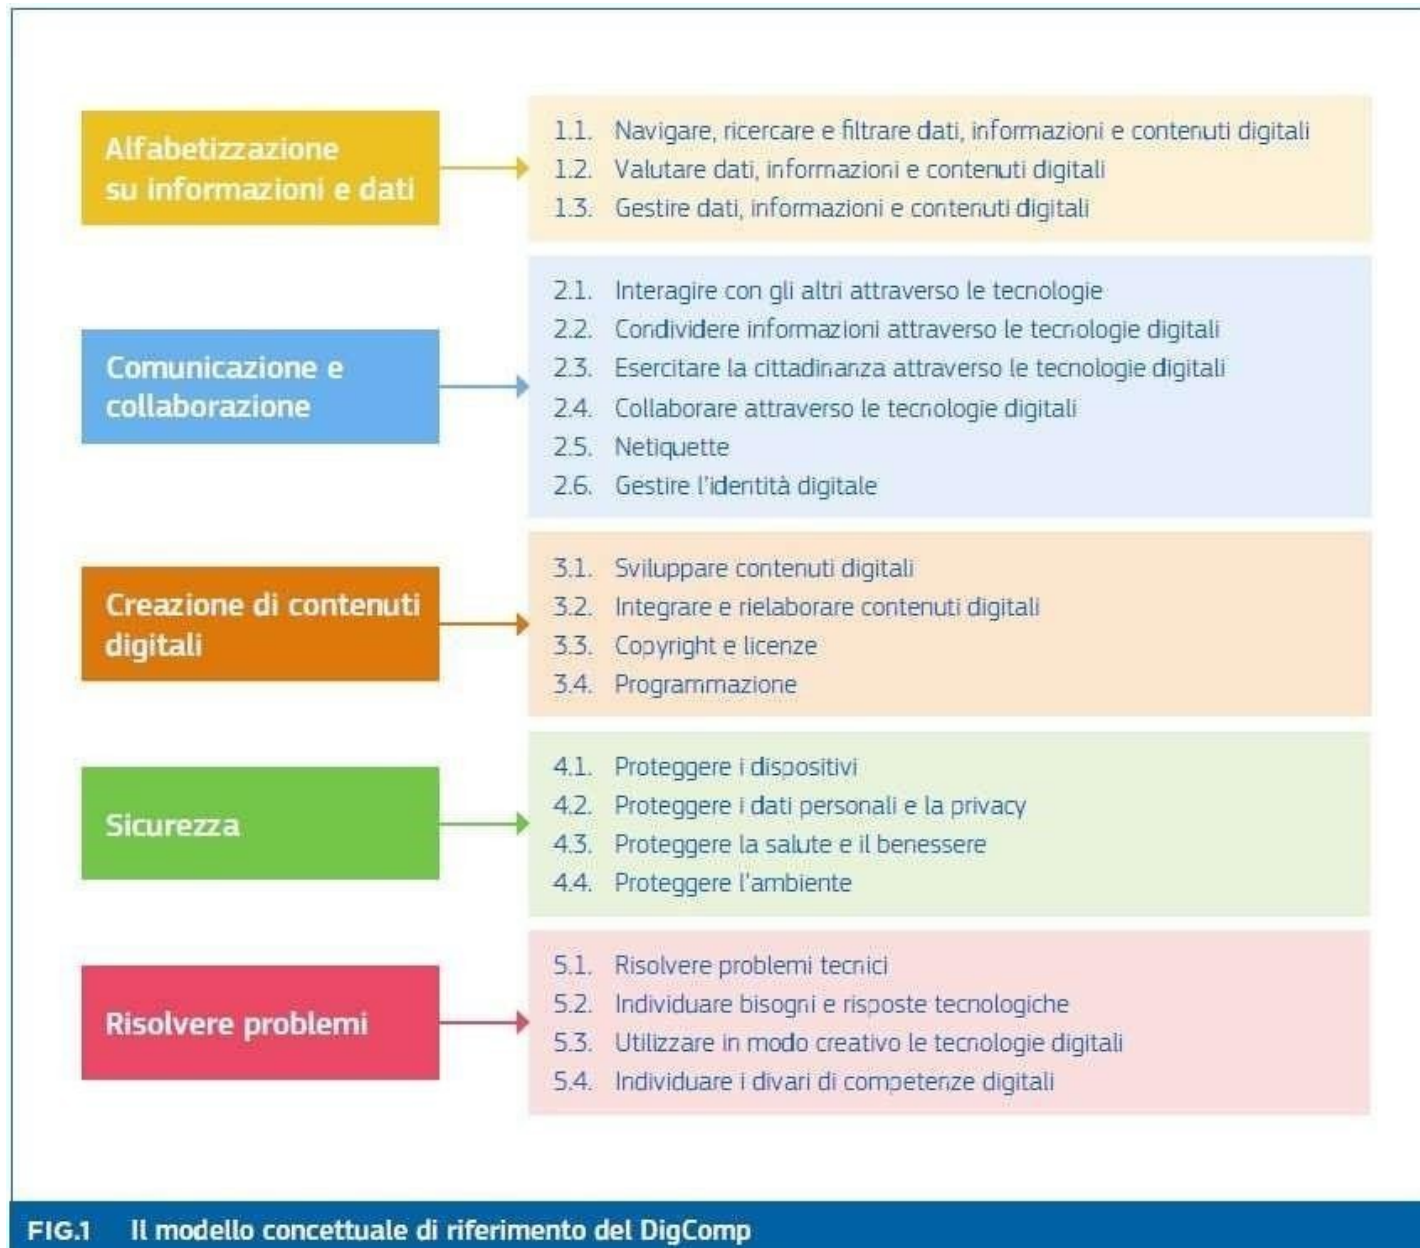 Alfabetizzazione
su informazioni e dati
1.1. Navigare, ricercare e filtrare dati, informazioni e contenuti digitali
1.2. Valutare dati, informazioni e contenuti digitali
1.3. Gestire dati, informazioni e contenuti digitali
Comunicazione e
collaborazione
2.1. Interagire con gli altri attraverso le tecnologie
2.2. Condividere informazioni attraverso le tecnologie digitali
2.3. Esercitare la cittadinanza attraverso le tecnologie digitali
2.4. Collaborare attraverso le tecnologie digitali
2.5. Netiquette
2.6. Gestire l'identità digitale
Creazione di contenuti
digitali
3.1. Sviluppare contenuti digitali
3.2. Integrare e rielaborare contenuti digitali
3.3. Copyright e licenze
3.4. Programmazione
Sicurezza
4.1. Proteggere i dispositivi
4.2. Proteggere i dati personali e la privacy
4.3. Proteggere la salute e il benessere
4.4. Proteggere l'ambiente
Risolvere problemi
5.1. Risolvere problemi tecnici
5.2. Individuare bisogni e risposte tecnologiche
5.3. Utilizzare in modo creativo le tecnologie digitali
5.4. Individuare i divari di competenze digitali
FIG.1 Il modello concettuale di riferimento del DigComp